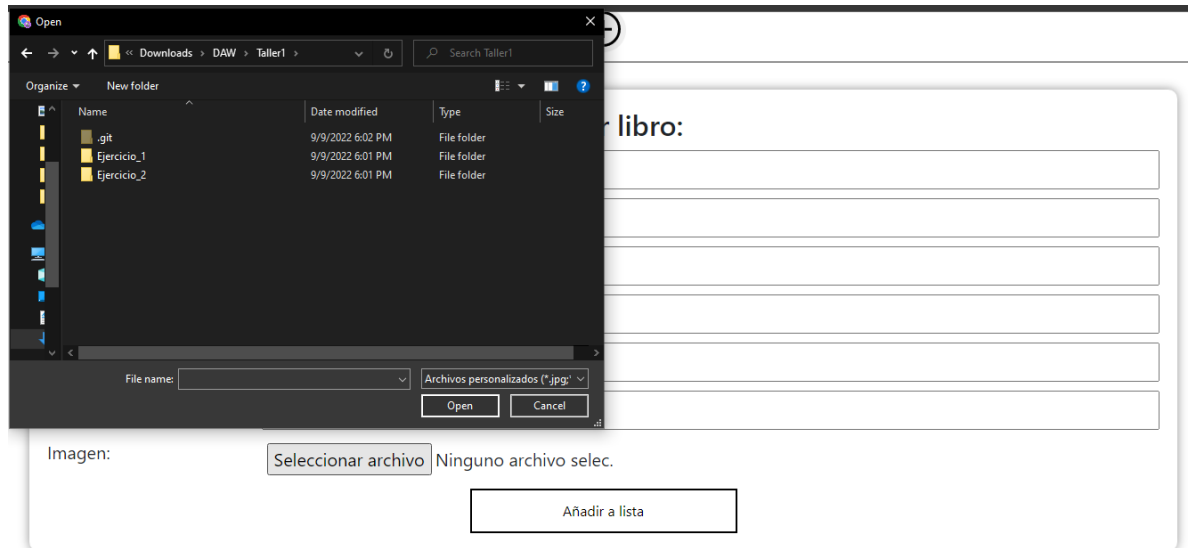 Open
« Downloads > DAW > Taller1 >
Search Taller1
Organize New folder
Name Date modified Type Size
.git 9/9/2022 6:02 PM File folder
Ejercicio_1 9/9/2022 6:01 PM File folder
Ejercicio_2 9/9/2022 6:01 PM File folder
File name:
Archivos personalizados (*.jpg;
Open Cancel
libro:
Imagen:
Seleccionar archivo Ninguno archivo selec.
Añadir a lista